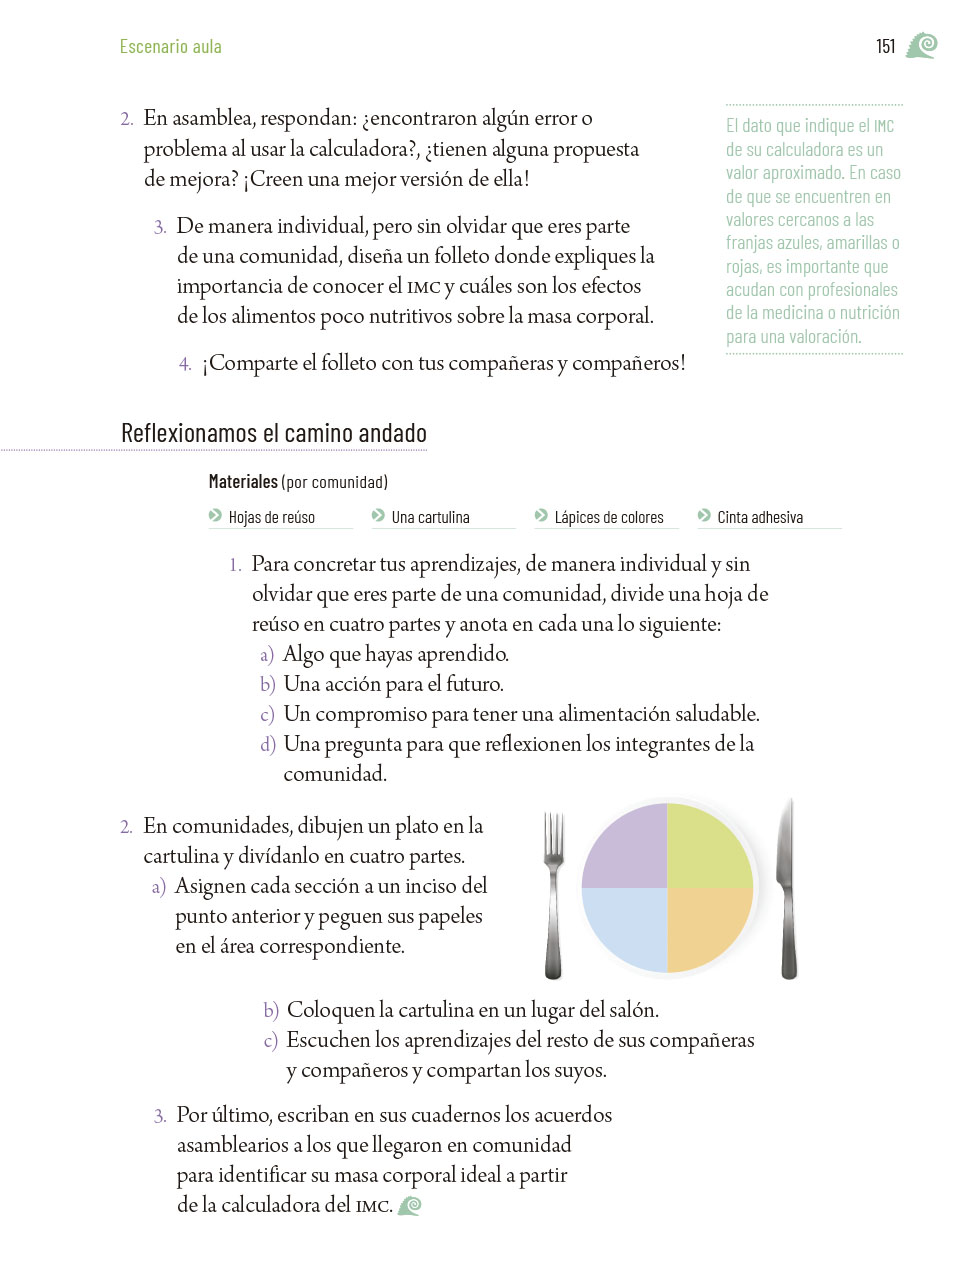 Escenario aula
151
2. En asamblea, respondan: ¿encontraron algún error o
problema al usar la calculadora?, ¿tienen alguna propuesta
de mejora? ¡Creen una mejor versión de ella!
3. De manera individual, pero sin olvidar que eres parte
de una comunidad, diseña un folleto donde expliques la
importancia de conocer el IMC y cuáles son los efectos
de los alimentos poco nutritivos sobre la masa corporal.
4. ¡Comparte el folleto con tus compañeras y compañeros!
El dato que indique el IMC
de su calculadora es un
valor aproximado. En caso
de que se encuentren en
valores cercanos a las
franjas azules, amarillas o
rojas, es importante que
acudan con profesionales
de la medicina o nutrición
para una valoración.
Reflexionamos el camino andado
Materiales (por comunidad)
Hojas de reúso
Una cartulina
Lápices de colores
Cinta adhesiva
1. Para concretar tus aprendizajes, de manera individual y sin
olvidar que eres parte de una comunidad, divide una hoja de
reúso en cuatro partes y anota en cada una lo siguiente:
a) Algo que hayas aprendido.
b) Una acción para el futuro.
c) Un compromiso para tener una alimentación saludable.
d) Una pregunta para que reflexionen los integrantes de la
comunidad.
2. En comunidades, dibujen un plato en la
cartulina y divídanlo en cuatro partes.
a) Asignen cada sección a un inciso del
punto anterior y peguen sus papeles
en el área correspondiente.
b) Coloquen la cartulina en un lugar del salón.
c) Escuchen los aprendizajes del resto de sus compañeras
y compañeros y compartan los suyos.
3. Por último, escriban en sus cuadernos los acuerdos
asamblearios a los que llegaron en comunidad
para identificar su masa corporal ideal a partir
de la calculadora del IMC.